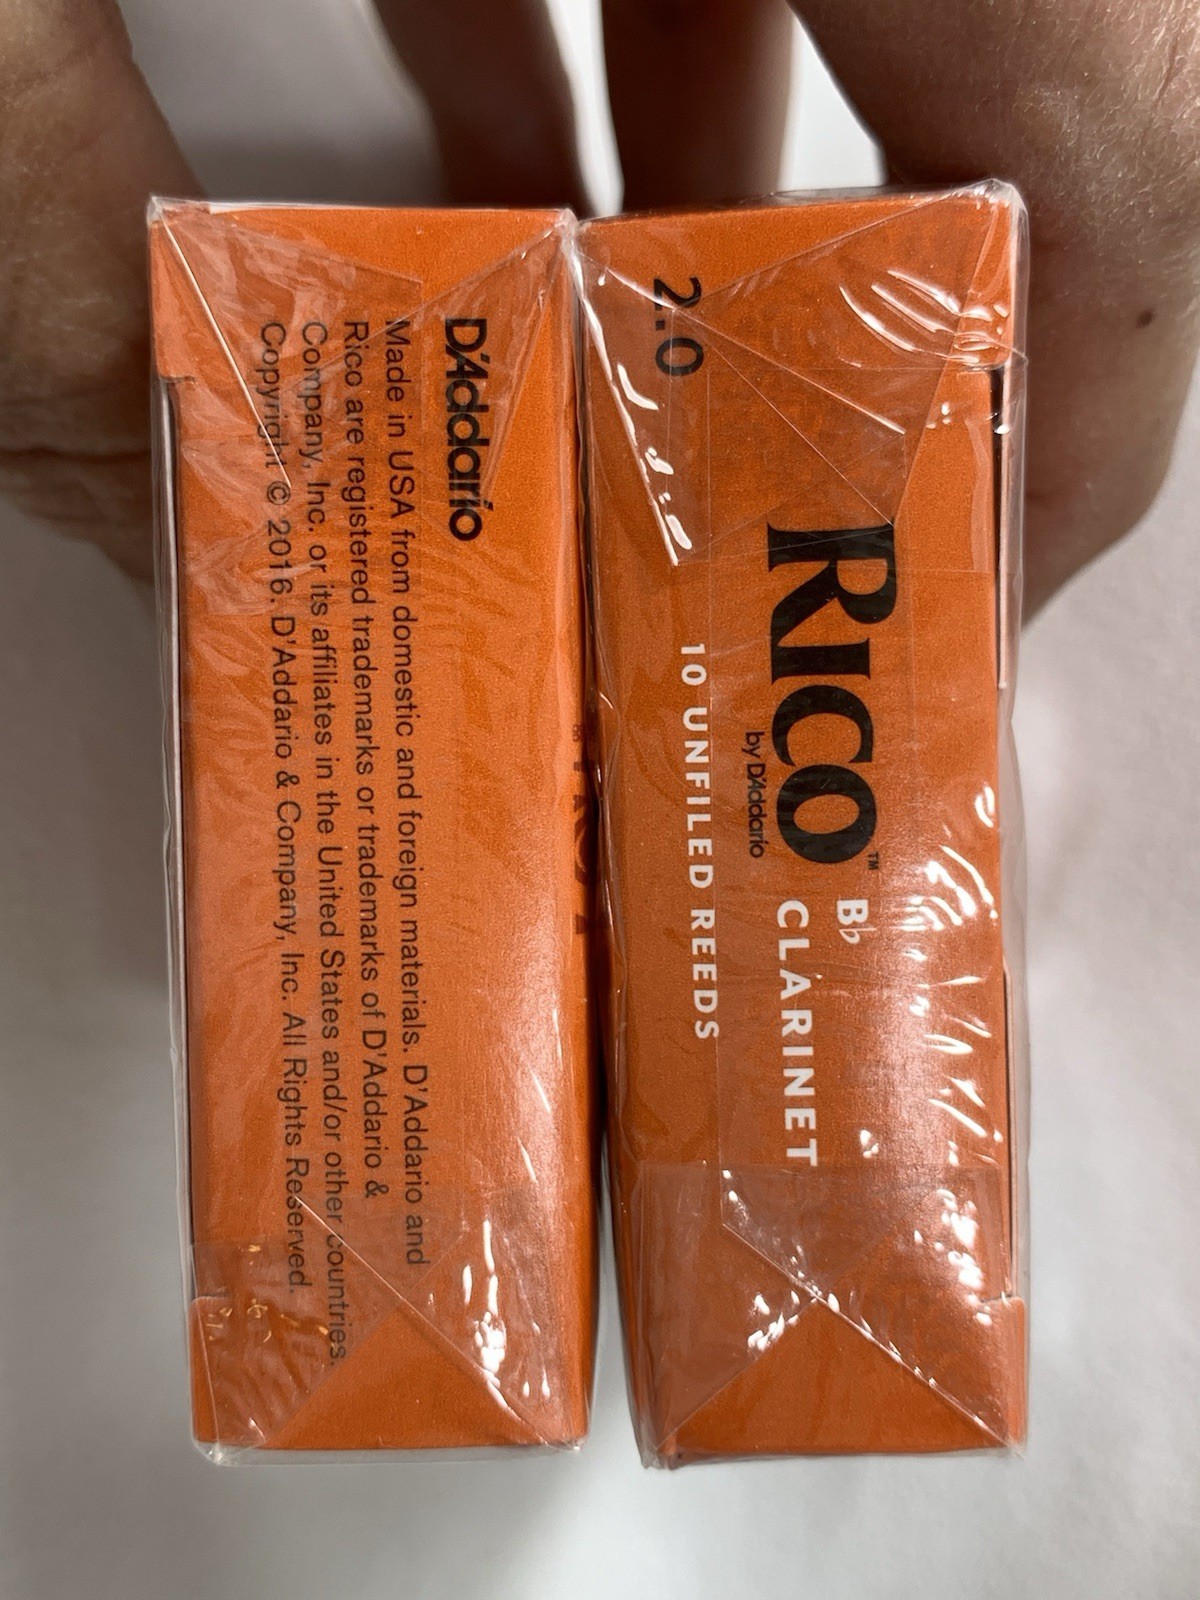 D'Addario
Made in USA from domestic and foreign materials. D'Addario and
Rico are registered trademarks or trademarks of D'Addario &
Company, Inc. or its affiliates in the United States and/or other countries.
Copyright © 2016. D'Addario & Company, Inc. All Rights Reserved.
2.0
RICO™
by D'Addario
B♭
CLARINET
10 UNFILED REEDS